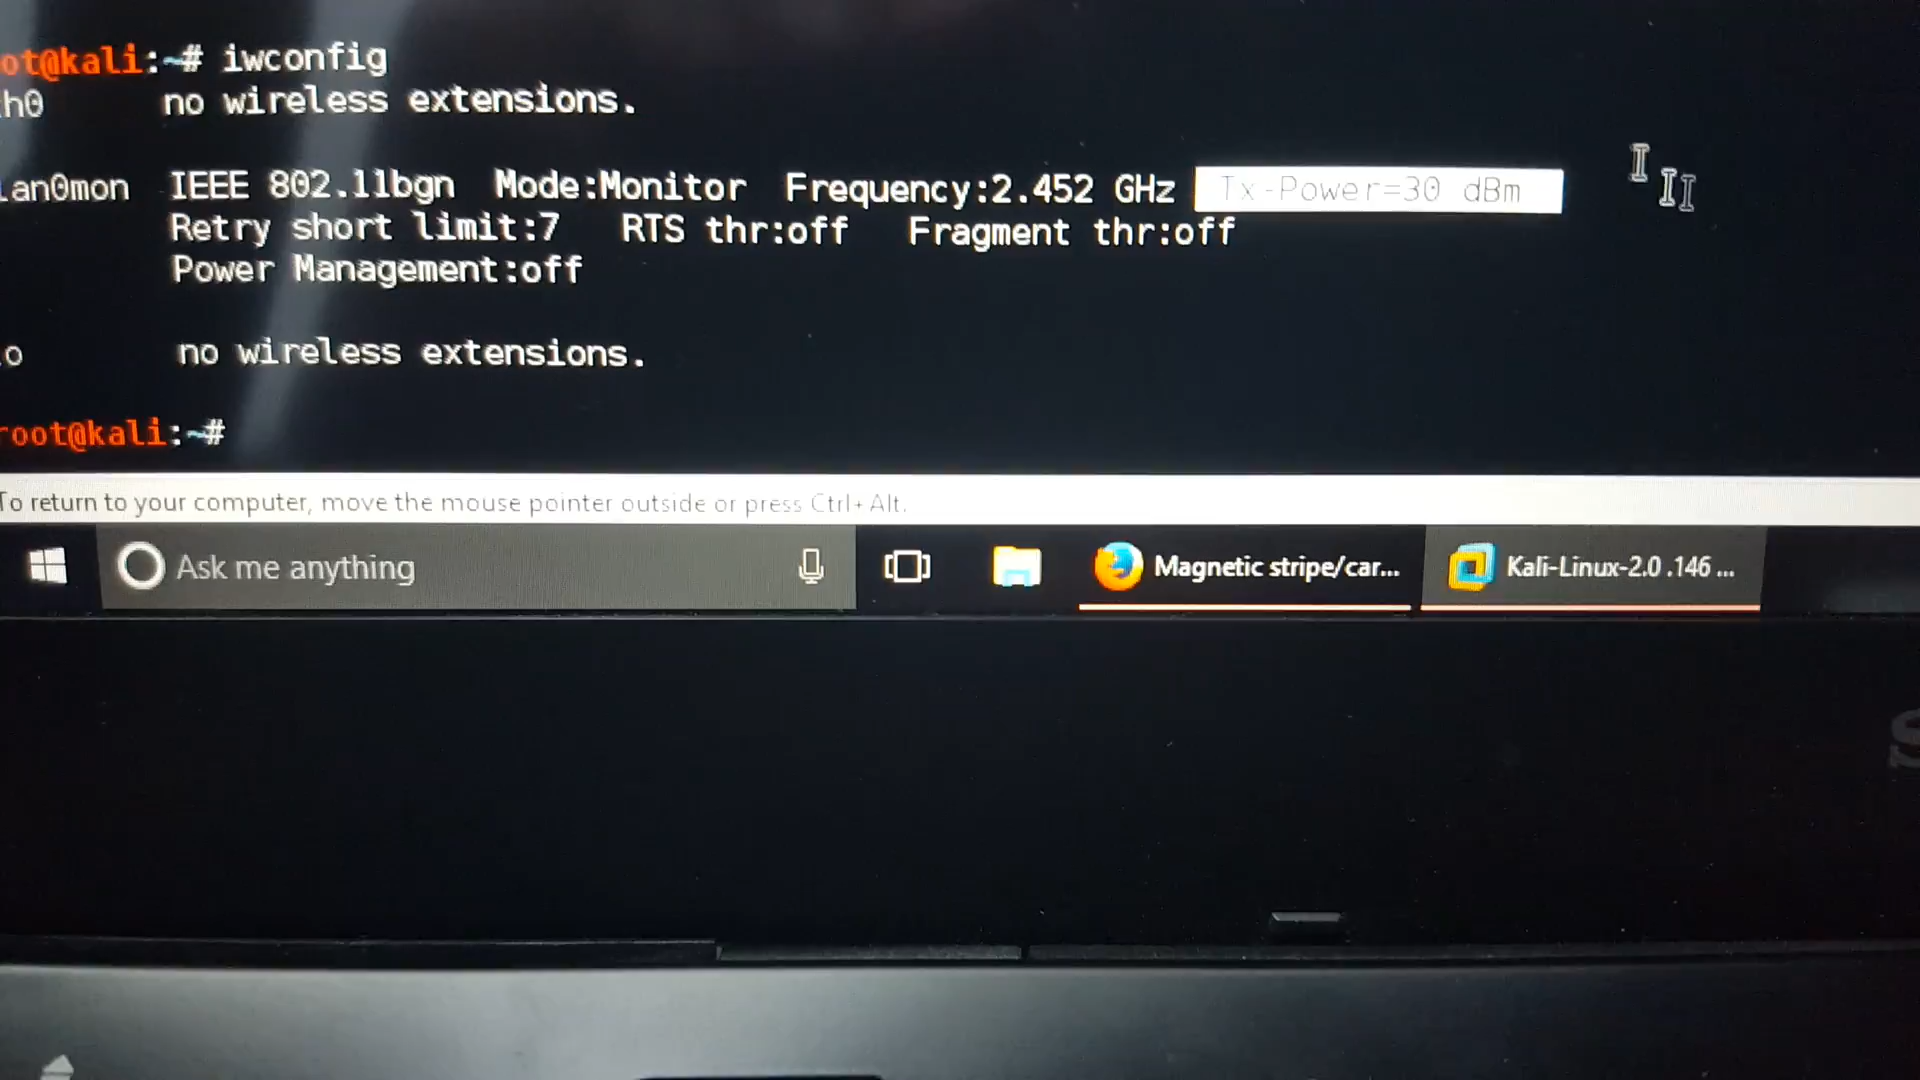 ot@kali:~# iwconfig
th0 no wireless extensions.
lan0mon IEEE 802.11bgn Mode:Monitor Frequency:2.452 GHz Tx-Power=30 dBm
Retry short limit:7 RTS thr:off Fragment thr:off
Power Management:off
o no wireless extensions.
root@kali:~#
To return to your computer, move the mouse pointer outside or press Ctrl+Alt.
Ask me anything
Magnetic stripe/car...
Kali-Linux-2.0 .146 ...